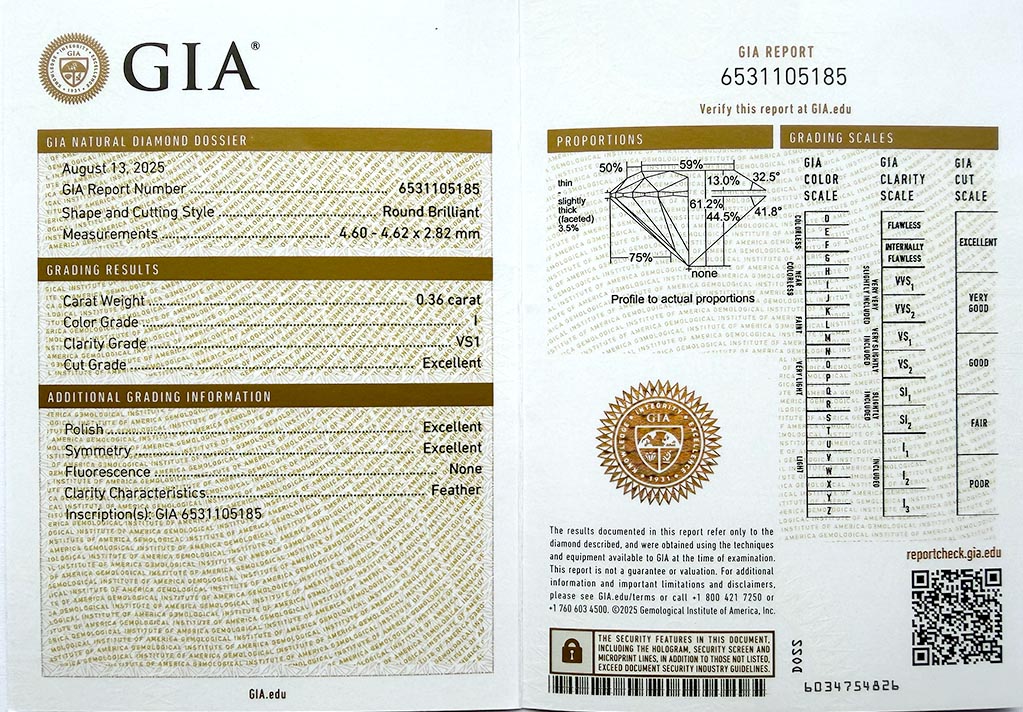 GIA®
GIA NATURAL DIAMOND DOSSIER
August 13, 2025
GIA Report Number 6531105185
Shape and Cutting Style Round Brilliant
Measurements 4.60 - 4.62 x 2.82 mm
GRADING RESULTS
Carat Weight 0.36 carat
Color Grade I
Clarity Grade VS1
Cut Grade Excellent
ADDITIONAL GRADING INFORMATION
Polish Excellent
Symmetry Excellent
Fluorescence None
Clarity Characteristics Feather
Inscription(s): GIA 6531105185
GIA.edu
GIA REPORT
6531105185
Verify this report at GIA.edu
PROPORTIONS
50%
59%
32.5°
13.0%
thin
-
slightly
thick
(faceted)
3.5%
61.2%
44.5%
41.8°
75%
none
Profile to actual proportions
GIA
1931
The results documented in this report refer only to the
diamond described, and were obtained using the techniques
and equipment available to GIA at the time of examination.
This report is not a guarantee or valuation. For additional
information and important limitations and disclaimers,
please see GIA.edu/terms or call +1 800 421 7250 or
+1 760 603 4500. ©2025 Gemological Institute of America, Inc.
THE SECURITY FEATURES IN THIS DOCUMENT,
INCLUDING THE HOLOGRAM, SECURITY SCREEN AND
MICROPRINT LINES, IN ADDITION TO THOSE NOT LISTED,
EXCEED DOCUMENT SECURITY INDUSTRY GUIDELINES.
GRADING SCALES
GIA
COLOR
SCALE
COLORLESS
D
E
F
NEAR
COLORLESS
G
H
I
J
FAINT
K
L
M
VERY LIGHT
N
O
P
Q
R
LIGHT
S
T
U
V
W
X
Y
Z
GIA
CLARITY
SCALE
FLAWLESS
INTERNALLY
FLAWLESS
VERY VERY
SLIGHTLY INCLUDED
VVS1
VVS2
VERY SLIGHTLY
INCLUDED
VS1
VS2
SLIGHTLY
INCLUDED
SI1
SI2
INCLUDED
I1
I2
I3
GIA
CUT
SCALE
EXCELLENT
VERY
GOOD
GOOD
FAIR
POOR
reportcheck.gia.edu
DOSS
6034754826